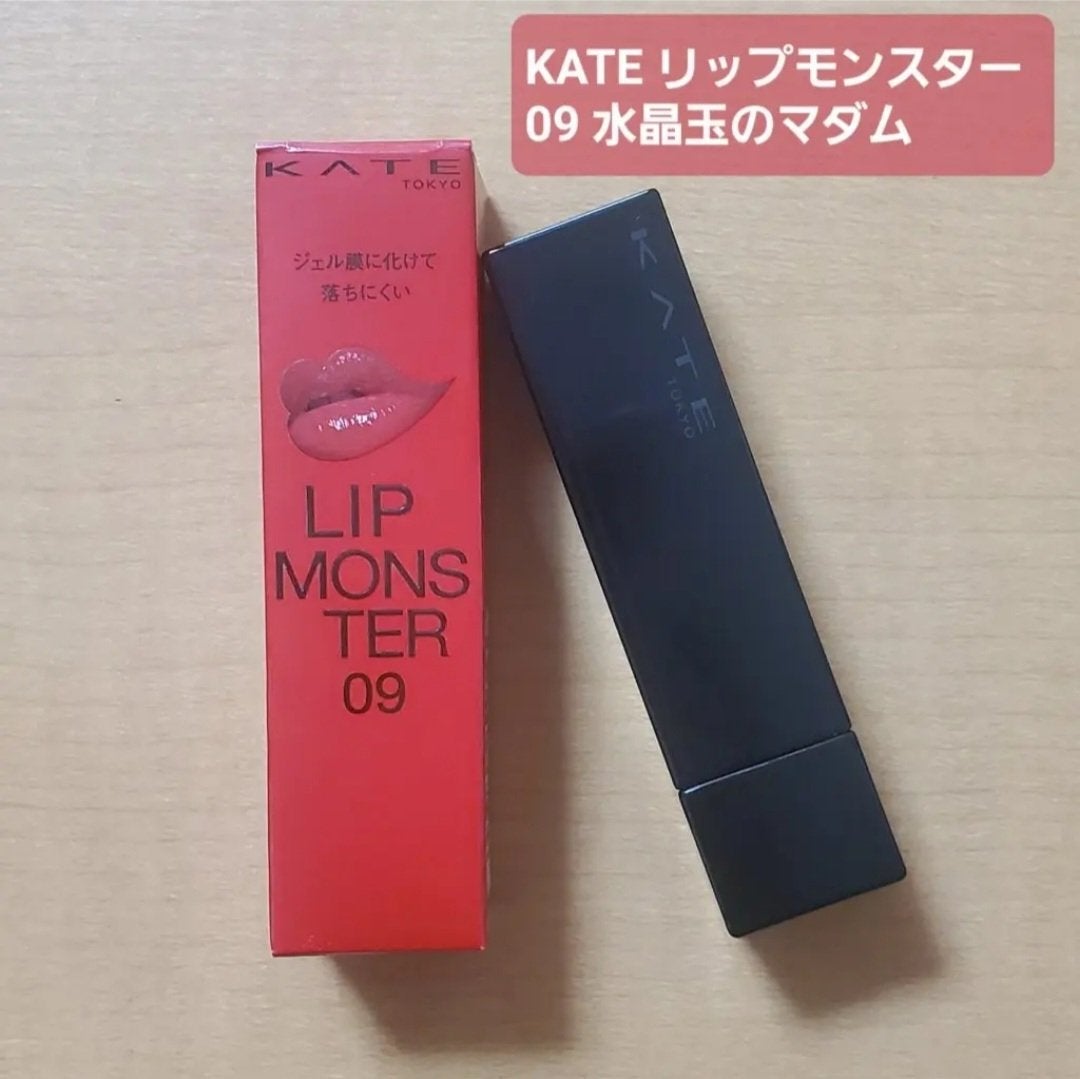 KATE リップモンスター
09 水晶玉のマダム
KATE
TOKYO
ジェル膜に化けて
落ちにくい
LIP
MONS
TER
09
KATE
TOKYO